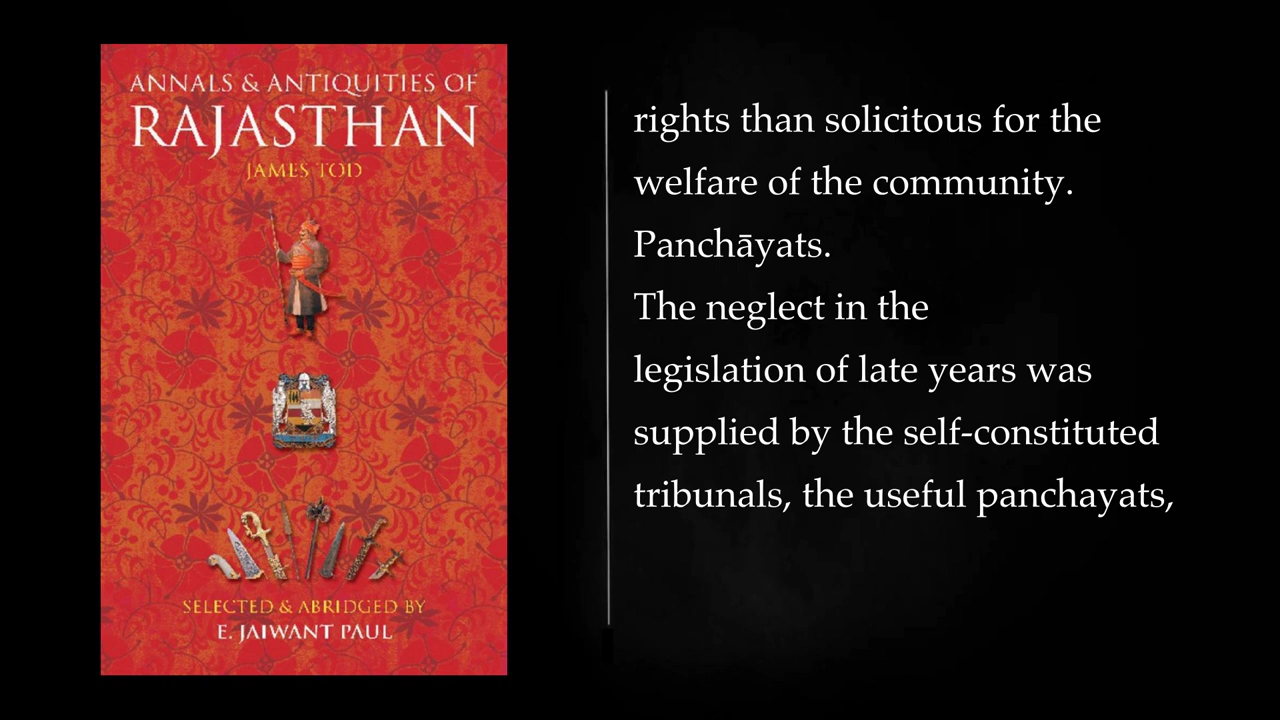 ANNALS & ANTIQUITIES OF
RAJASTHAN
JAMES TOD
SELECTED & ABRIDGED BY
E. JAIWANT PAUL
rights than solicitous for the
welfare of the community.
Panchāyats.
The neglect in the
legislation of late years was
supplied by the self-constituted
tribunals, the useful panchayats,